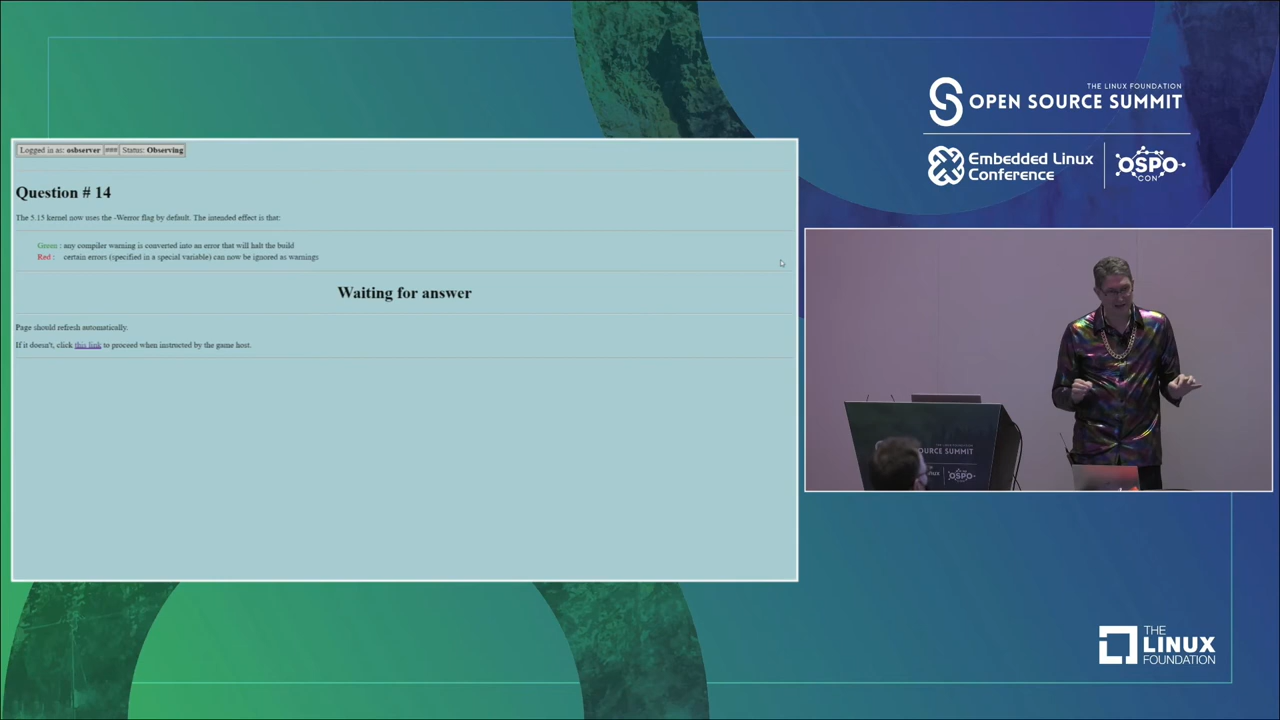 THE LINUX FOUNDATION
OPEN SOURCE SUMMIT
Embedded Linux
Conference
OSPO
CON
Logged in as: osbserver ### Status: Observing
Question # 14
The 5.15 kernel now uses the -Werror flag by default. The intended effect is that:
Green : any compiler warning is converted into an error that will halt the build
Red : certain errors (specified in a special variable) can now be ignored as warnings
Waiting for answer
Page should refresh automatically.
If it doesn't, click this link to proceed when instructed by the game host.
SOURCE SUMMIT
OSPO
THE
LINUX
FOUNDATION